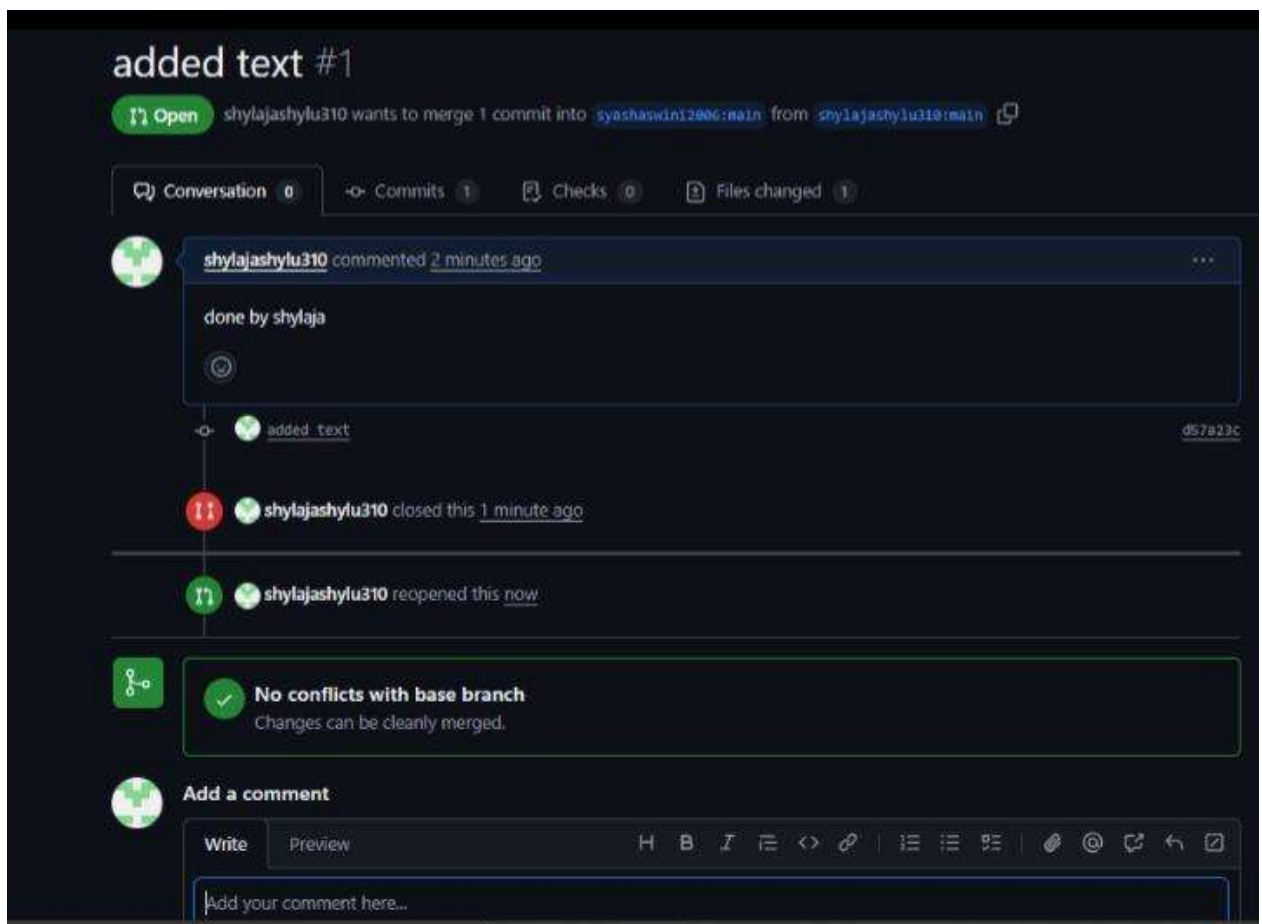 added text #1
Open shylajashylu310 wants to merge 1 commit into syashaswini2006:main from shylajashylu310:main
Conversation 0 Commits 1 Checks 0 Files changed 1
shylajashylu310 commented 2 minutes ago
done by shylaja
added text d57a23c
shylajashylu310 closed this 1 minute ago
shylajashylu310 reopened this now
No conflicts with base branch
Changes can be cleanly merged.
Add a comment
Write Preview
Add your comment here...